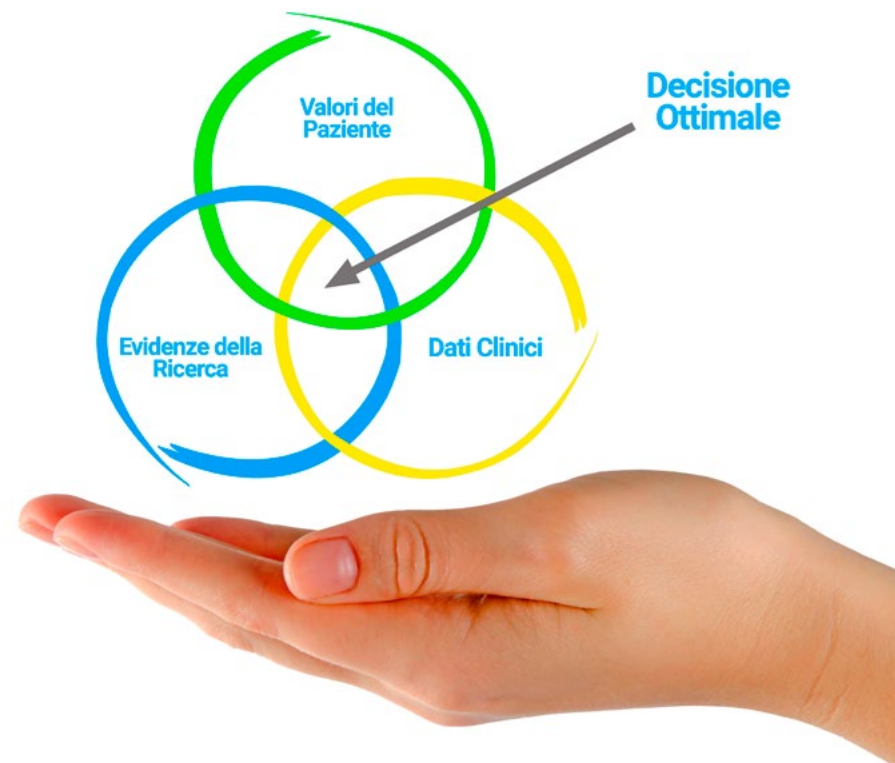 Valori del
Paziente
Decisione
Ottimale
Evidenze della
Ricerca
Dati Clinici